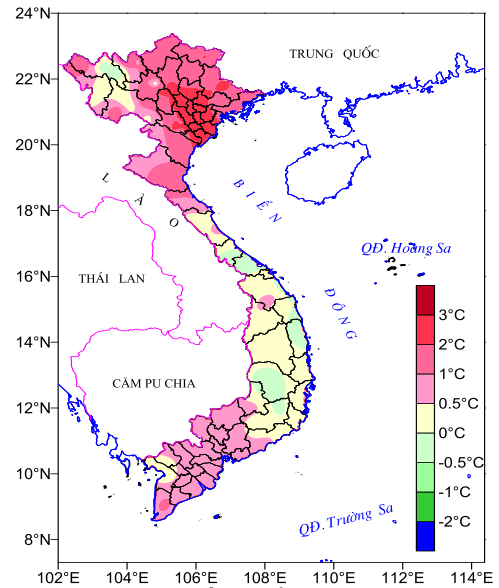 24°N
TRUNG QUỐC
22°N
20°N
LÀO
BIỂN
18°N
QĐ. Hoàng Sa
16°N
THÁI LAN
ĐÔNG
3°C
14°N
2°C
1°C
CĂM PU CHIA
0.5°C
12°N
0°C
-0.5°C
10°N
-1°C
-2°C
QĐ. Trường Sa
8°N
102°E 104°E 106°E 108°E 110°E 112°E 114°E